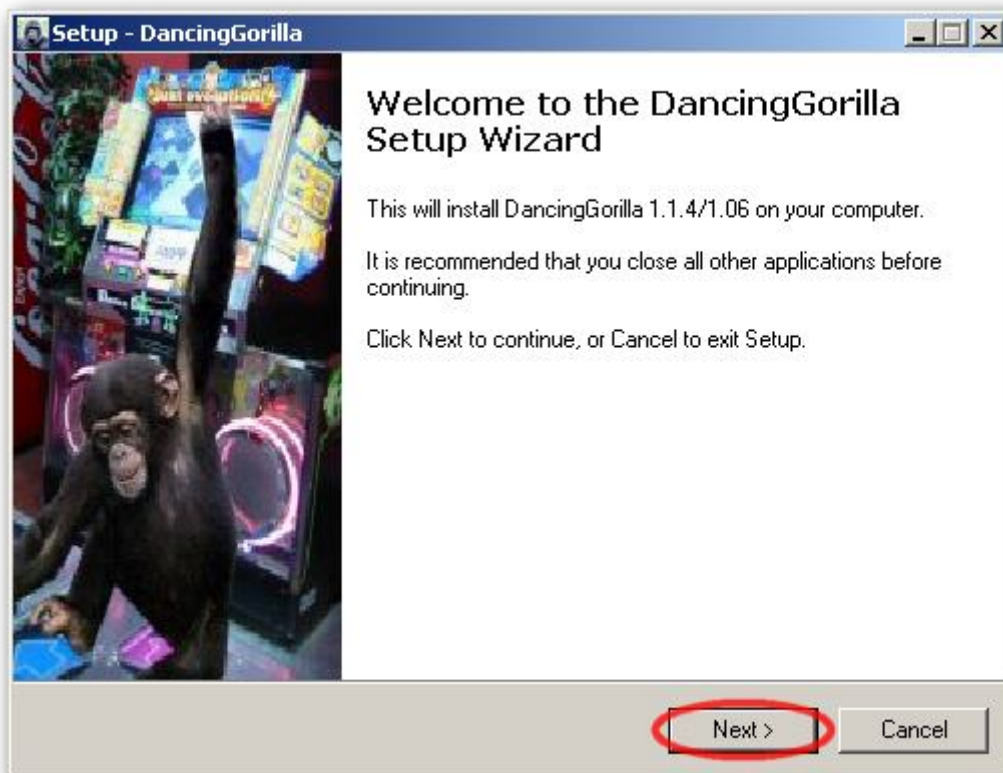 Setup - DancingGorilla
Welcome to the DancingGorilla
Setup Wizard
This will install DancingGorilla 1.1.4/1.06 on your computer.
It is recommended that you close all other applications before
continuing.
Click Next to continue, or Cancel to exit Setup.
Next >
Cancel